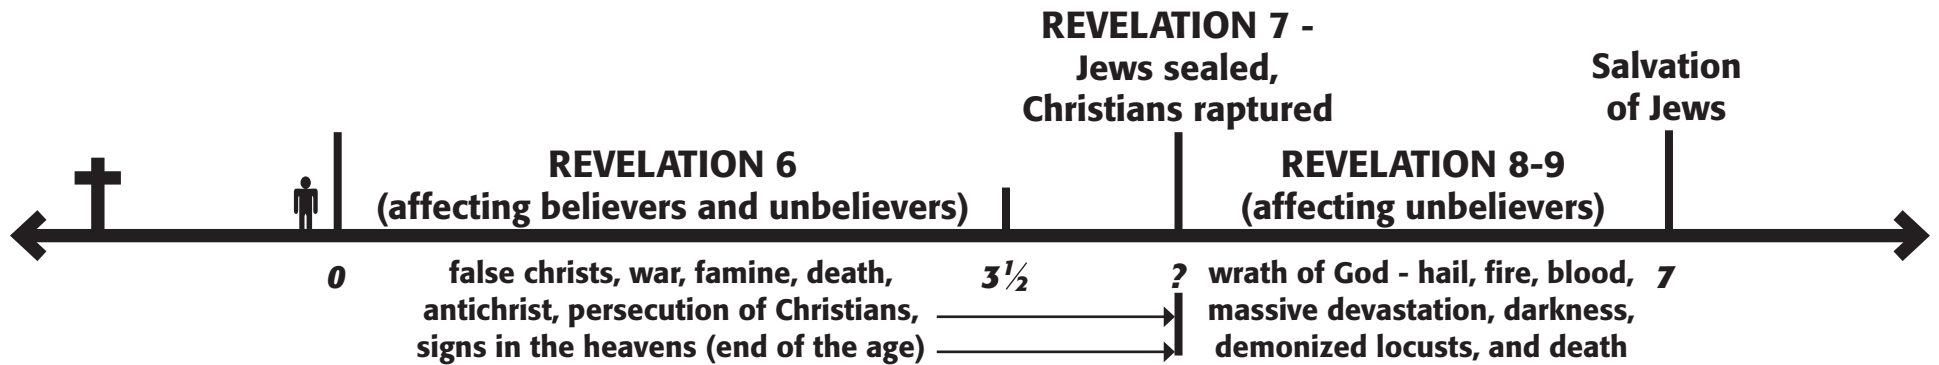 REVELATION 7 -
Jews sealed,
Christians raptured
Salvation
of Jews
REVELATION 6
(affecting believers and unbelievers)
REVELATION 8-9
(affecting unbelievers)
0
false christs, war, famine, death,
antichrist, persecution of Christians,
signs in the heavens (end of the age)
3 ½
?
wrath of God - hail, fire, blood,
massive devastation, darkness,
demonized locusts, and death
7